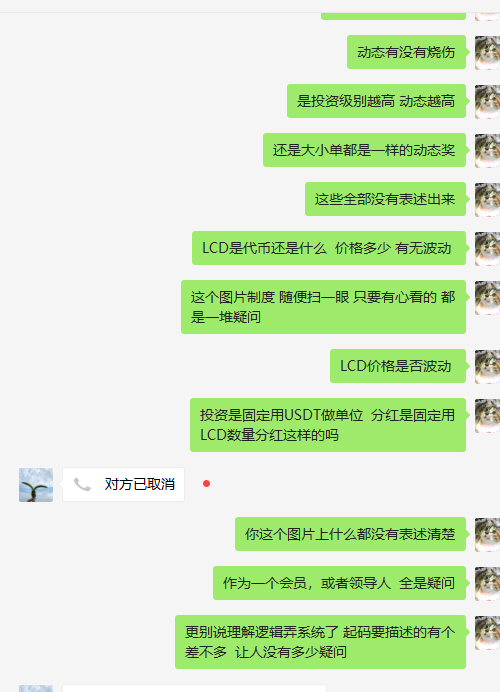 动态有没有烧伤
是投资级别越高 动态越高
还是大小单都是一样的动态奖
这些全部没有表述出来
LCD是代币还是什么  价格多少 有无波动
这个图片制度 随便扫一眼 只要有心看的 都
是一堆疑问
LCD价格是否波动
投资是固定用USDT做单位  分红是固定用
LCD数量分红这样的吗
对方已取消
你这个图片上什么都没有表述清楚
作为一个会员，或者领导人  全是疑问
更别说理解逻辑弄系统了 起码要描述的有个
差不多  让人没有多少疑问